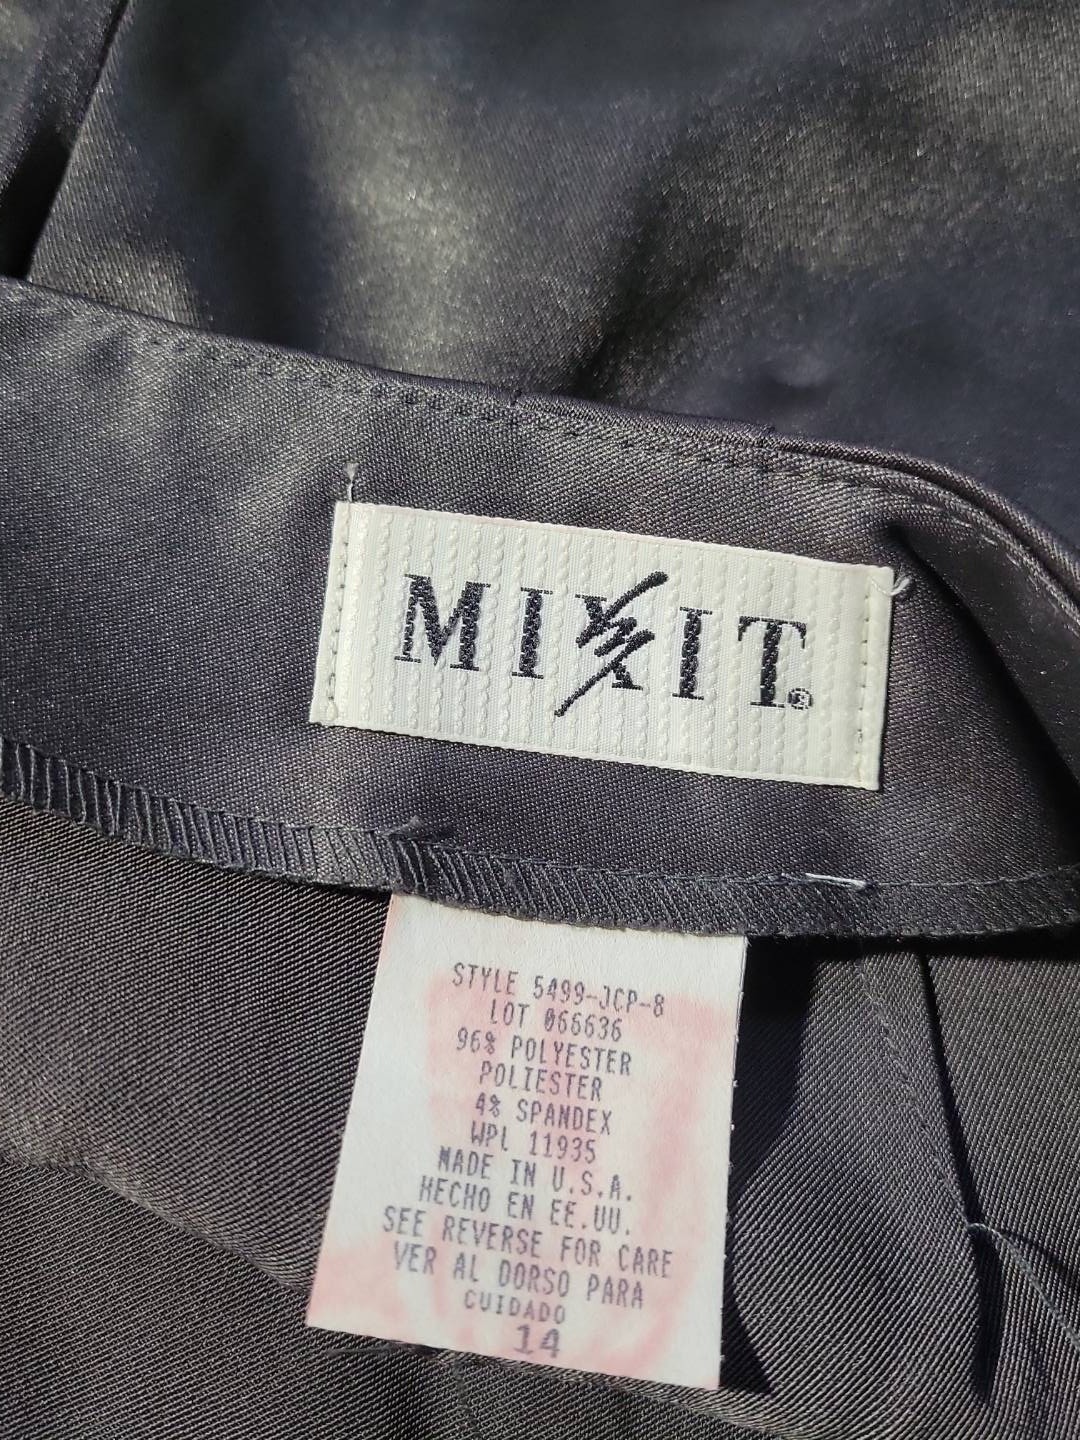 MIXIT®
STYLE 5499-JCP-8
LOT 066636
96% POLYESTER
POLIESTER
4% SPANDEX
WPL 11935
MADE IN U.S.A.
HECHO EN EE.UU.
SEE REVERSE FOR CARE
VER AL DORSO PARA
CUIDADO
14